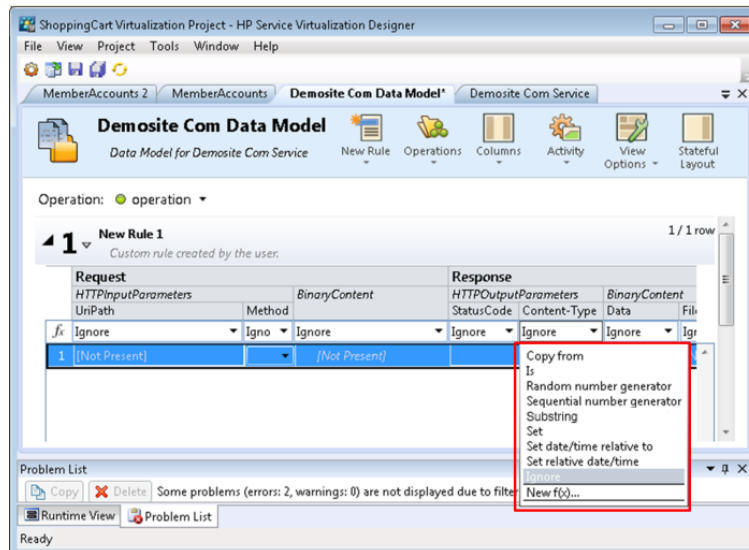 ShoppingCart Virtualization Project - HP Service Virtualization Designer
File View Project Tools Window Help
MemberAccounts 2 MemberAccounts Demosite Com Data Model* Demosite Com Service
Demosite Com Data Model
Data Model for Demosite Com Service
New Rule Operations Columns Activity View Options Stateful Layout
Operation: operation
1 New Rule 1 1 / 1 row
Custom rule created by the user.
Request Response
HTTPInputParameters BinaryContent HTTPOutputParameters BinaryContent
UriPath Method StatusCode Content-Type Data File
fx Ignore Igno Ignore Ignore Ignore Ignore Igr
1 [Not Present] [Not Present]
Copy from
Is
Random number generator
Sequential number generator
Substring
Set
Set date/time relative to
Set relative date/time
Ignore
New f(x)...
Problem List
Copy Delete Some problems (errors: 2, warnings: 0) are not displayed due to filte
Runtime View Problem List
Ready